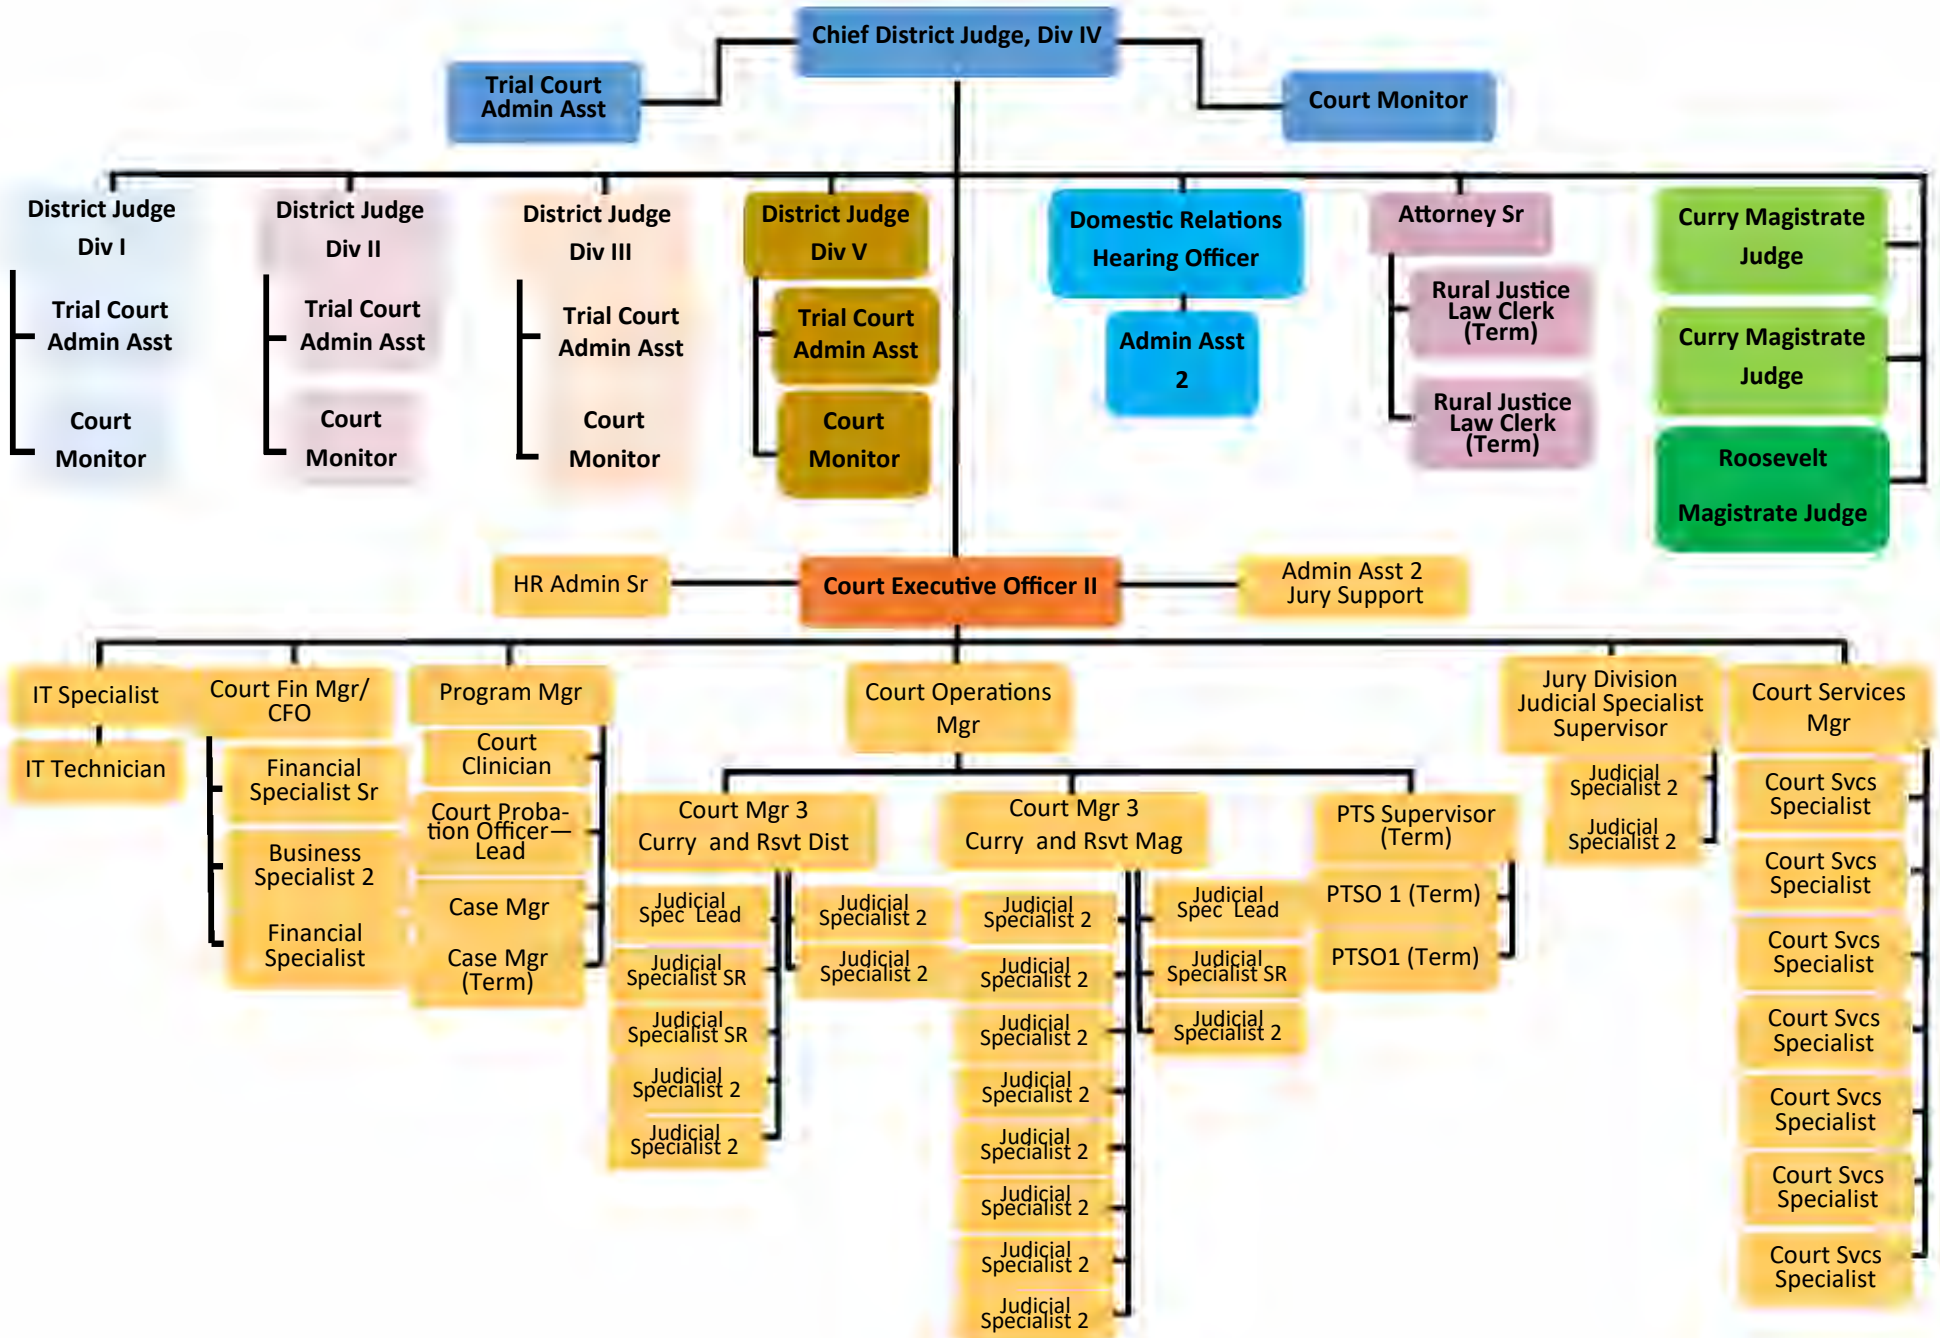 Chief District Judge, Div IV
Trial Court
Admin Asst
Court Monitor
District Judge
Div I
Trial Court
Admin Asst
Court
Monitor
District Judge
Div II
Trial Court
Admin Asst
Court
Monitor
District Judge
Div III
Trial Court
Admin Asst
Court
Monitor
District Judge
Div V
Trial Court
Admin Asst
Court
Monitor
Domestic Relations
Hearing Officer
Admin Asst
2
Attorney Sr
Rural Justice
Law Clerk
(Term)
Rural Justice
Law Clerk
(Term)
Curry Magistrate
Judge
Curry Magistrate
Judge
Roosevelt
Magistrate Judge
HR Admin Sr
Court Executive Officer II
Admin Asst 2
Jury Support
IT Specialist
IT Technician
Court Fin Mgr/
CFO
Financial
Specialist Sr
Business
Specialist 2
Financial
Specialist
Program Mgr
Court
Clinician
Court Proba-
tion Officer—
Lead
Case Mgr
Case Mgr
(Term)
Court Operations
Mgr
Court Mgr 3
Curry and Rsvt Dist
Judicial
Spec Lead
Judicial
Specialist SR
Judicial
Specialist SR
Judicial
Specialist 2
Judicial
Specialist 2
Judicial
Specialist 2
Judicial
Specialist 2
Court Mgr 3
Curry and Rsvt Mag
Judicial
Specialist 2
Judicial
Specialist 2
Judicial
Specialist 2
Judicial
Specialist 2
Judicial
Specialist 2
Judicial
Specialist 2
Judicial
Specialist 2
Judicial
Specialist 2
Judicial
Spec Lead
Judicial
Specialist SR
Judicial
Specialist 2
PTS Supervisor
(Term)
PTSO 1 (Term)
PTSO1 (Term)
Jury Division
Judicial Specialist
Supervisor
Judicial
Specialist 2
Judicial
Specialist 2
Court Services
Mgr
Court Svcs
Specialist
Court Svcs
Specialist
Court Svcs
Specialist
Court Svcs
Specialist
Court Svcs
Specialist
Court Svcs
Specialist
Court Svcs
Specialist